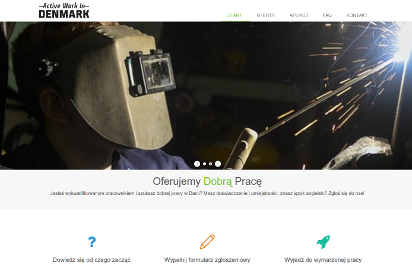 Active Work In
DENMARK
START OFERTY APLIKUJ FAQ KONTAKT
Oferujemy Dobrą Pracę
Jesteś wykwalifikowanym pracownikiem i szukasz dobrej pracy w Danii? Masz doświadczenie i umiejętności, znasz język angielski? Zgłoś się do nas!
Dowiedz się od czego zacząć
Wypełnij formularz zgłoszeniowy
Wyjedź do wymarzonej pracy